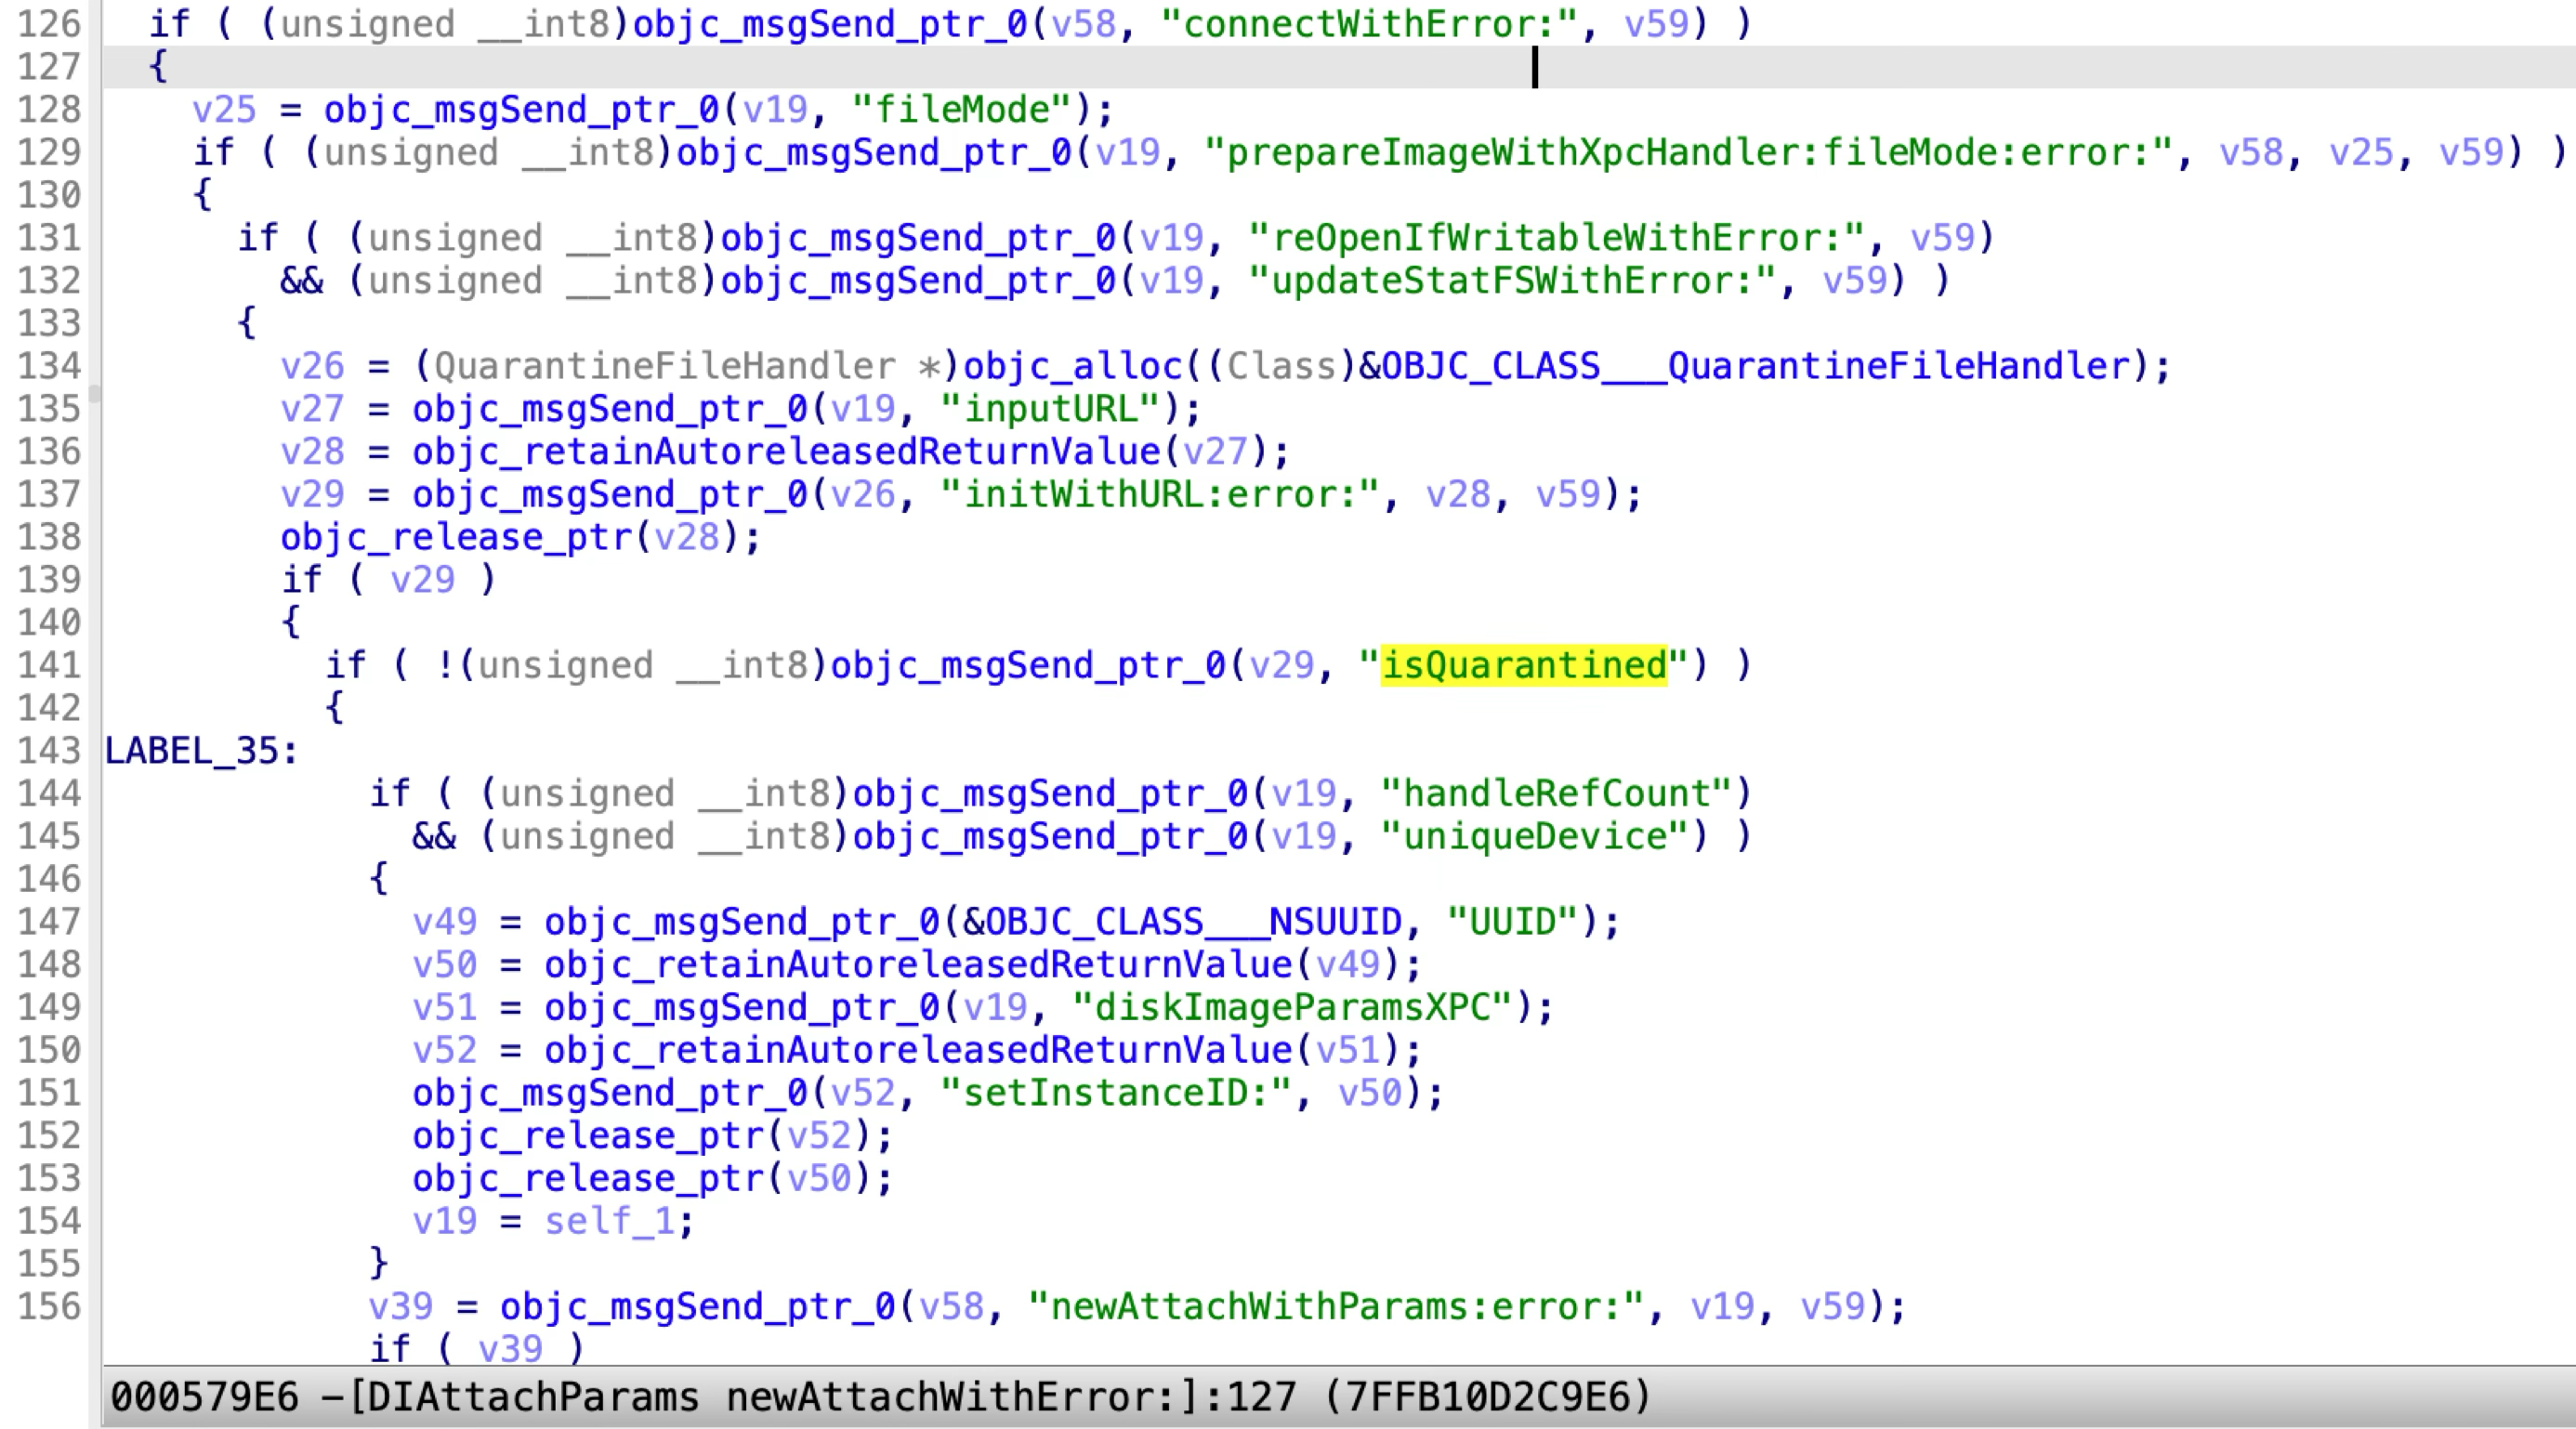 126 if ( (unsigned __int8)objc_msgSend_ptr_0(v58, "connectWithError:", v59) )
127 {
128 v25 = objc_msgSend_ptr_0(v19, "fileMode");
129 if ( (unsigned __int8)objc_msgSend_ptr_0(v19, "prepareImageWithXpcHandler:fileMode:error:", v58, v25, v59) )
130 {
131 if ( (unsigned __int8)objc_msgSend_ptr_0(v19, "reOpenIfWritableWithError:", v59)
132 && (unsigned __int8)objc_msgSend_ptr_0(v19, "updateStatFSWithError:", v59) )
133 {
134 v26 = (QuarantineFileHandler *)objc_alloc((Class)&OBJC_CLASS___QuarantineFileHandler);
135 v27 = objc_msgSend_ptr_0(v19, "inputURL");
136 v28 = objc_retainAutoreleasedReturnValue(v27);
137 v29 = objc_msgSend_ptr_0(v26, "initWithURL:error:", v28, v59);
138 objc_release_ptr(v28);
139 if ( v29 )
140 {
141 if ( !(unsigned __int8)objc_msgSend_ptr_0(v29, "isQuarantined") )
142 {
143 LABEL_35:
144 if ( (unsigned __int8)objc_msgSend_ptr_0(v19, "handleRefCount")
145 && (unsigned __int8)objc_msgSend_ptr_0(v19, "uniqueDevice") )
146 {
147 v49 = objc_msgSend_ptr_0(&OBJC_CLASS___NSUUID, "UUID");
148 v50 = objc_retainAutoreleasedReturnValue(v49);
149 v51 = objc_msgSend_ptr_0(v19, "diskImageParamsXPC");
150 v52 = objc_retainAutoreleasedReturnValue(v51);
151 objc_msgSend_ptr_0(v52, "setInstanceID:", v50);
152 objc_release_ptr(v52);
153 objc_release_ptr(v50);
154 v19 = self_1;
155 }
156 v39 = objc_msgSend_ptr_0(v58, "newAttachWithParams:error:", v19, v59);
if ( v39 )
000579E6 -[DIAttachParams newAttachWithError:]:127 (7FFB10D2C9E6)